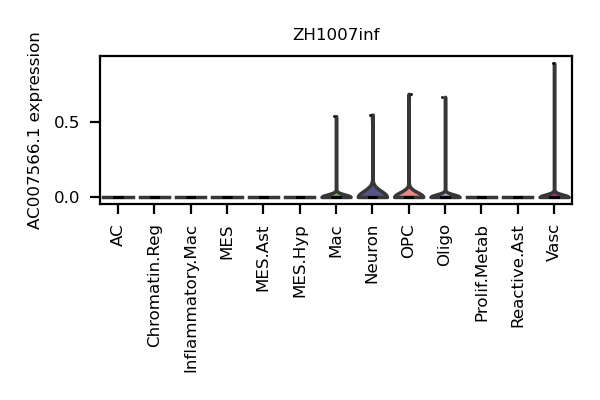 ZH1007inf
AC007566.1 expression
0.5
0.0
AC
Chromatin.Reg
Inflammatory.Mac
MES
MES.Ast
MES.Hyp
Mac
Neuron
OPC
Oligo
Prolif.Metab
Reactive.Ast
Vasc